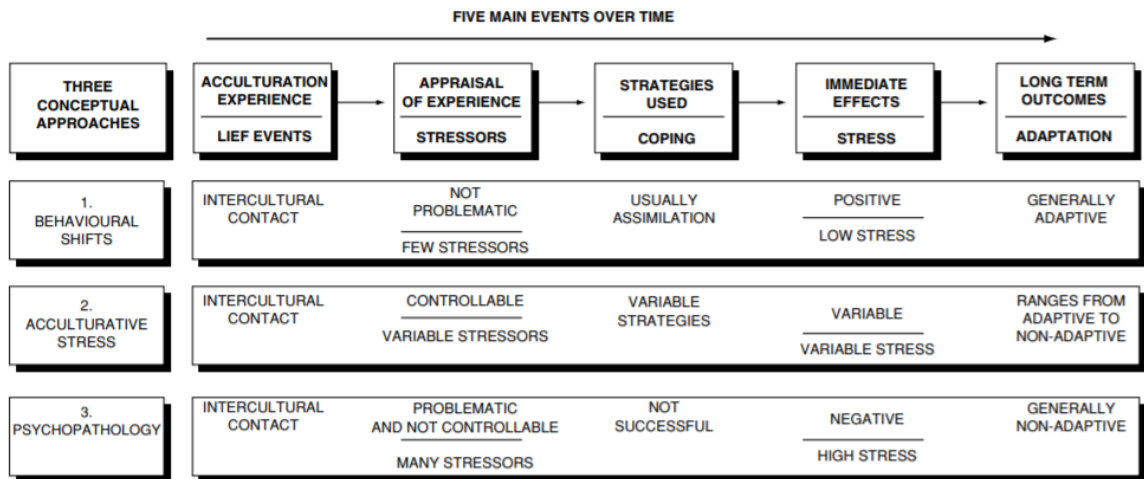 FIVE MAIN EVENTS OVER TIME
THREE
CONCEPTUAL
APPROACHES
ACCULTURATION
EXPERIENCE
LIEF EVENTS
APPRAISAL
OF EXPERIENCE
STRESSORS
STRATEGIES
USED
COPING
IMMEDIATE
EFFECTS
STRESS
LONG TERM
OUTCOMES
ADAPTATION
1.
BEHAVIOURAL
SHIFTS
INTERCULTURAL
CONTACT
NOT
PROBLEMATIC
FEW STRESSORS
USUALLY
ASSIMILATION
POSITIVE
LOW STRESS
GENERALLY
ADAPTIVE
2.
ACCULTURATIVE
STRESS
INTERCULTURAL
CONTACT
CONTROLLABLE
VARIABLE STRESSORS
VARIABLE
STRATEGIES
VARIABLE
VARIABLE STRESS
RANGES FROM
ADAPTIVE TO
NON-ADAPTIVE
3.
PSYCHOPATHOLOGY
INTERCULTURAL
CONTACT
PROBLEMATIC
AND NOT CONTROLLABLE
MANY STRESSORS
NOT
SUCCESSFUL
NEGATIVE
HIGH STRESS
GENERALLY
NON-ADAPTIVE